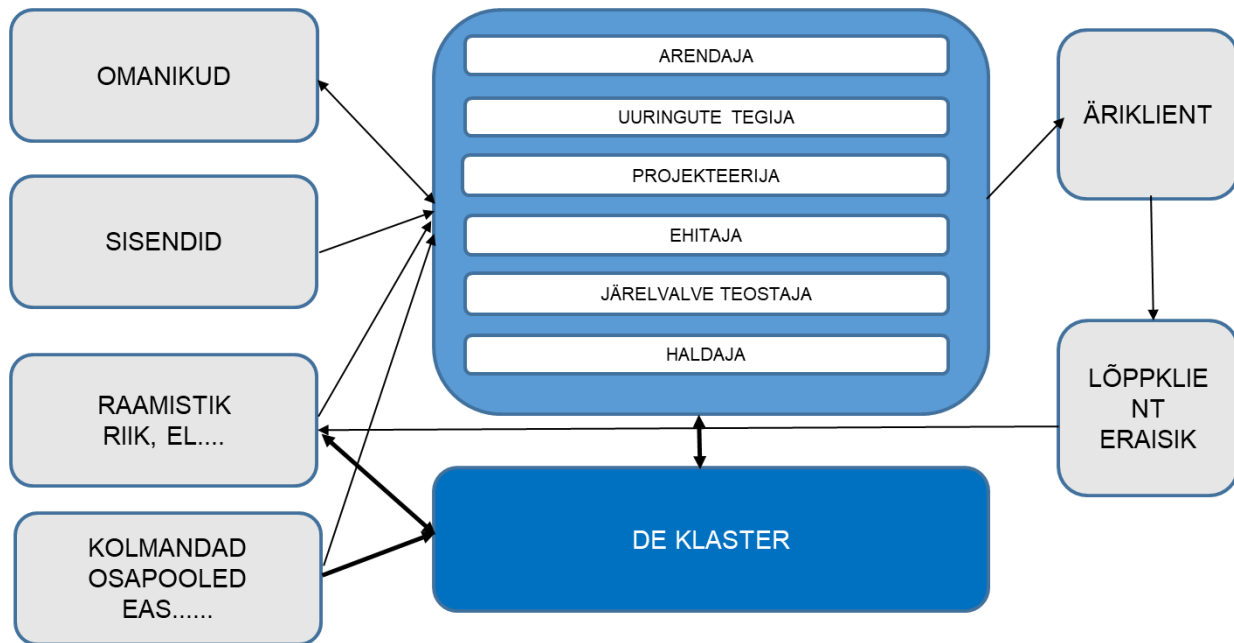 OMANIKUD
SISENDID
RAAMISTIK
RIIK, EL....
KOLMANDAD
OSAPOOLED
EAS......
ARENDAJA
UURINGUTE TEGIJA
PROJEKTEERIJA
EHITAJA
JÄRELVALVE TEOSTAJA
HALDAJA
DE KLASTER
ÄRIKLIENT
LÕPPKLIE
NT
ERAISIK